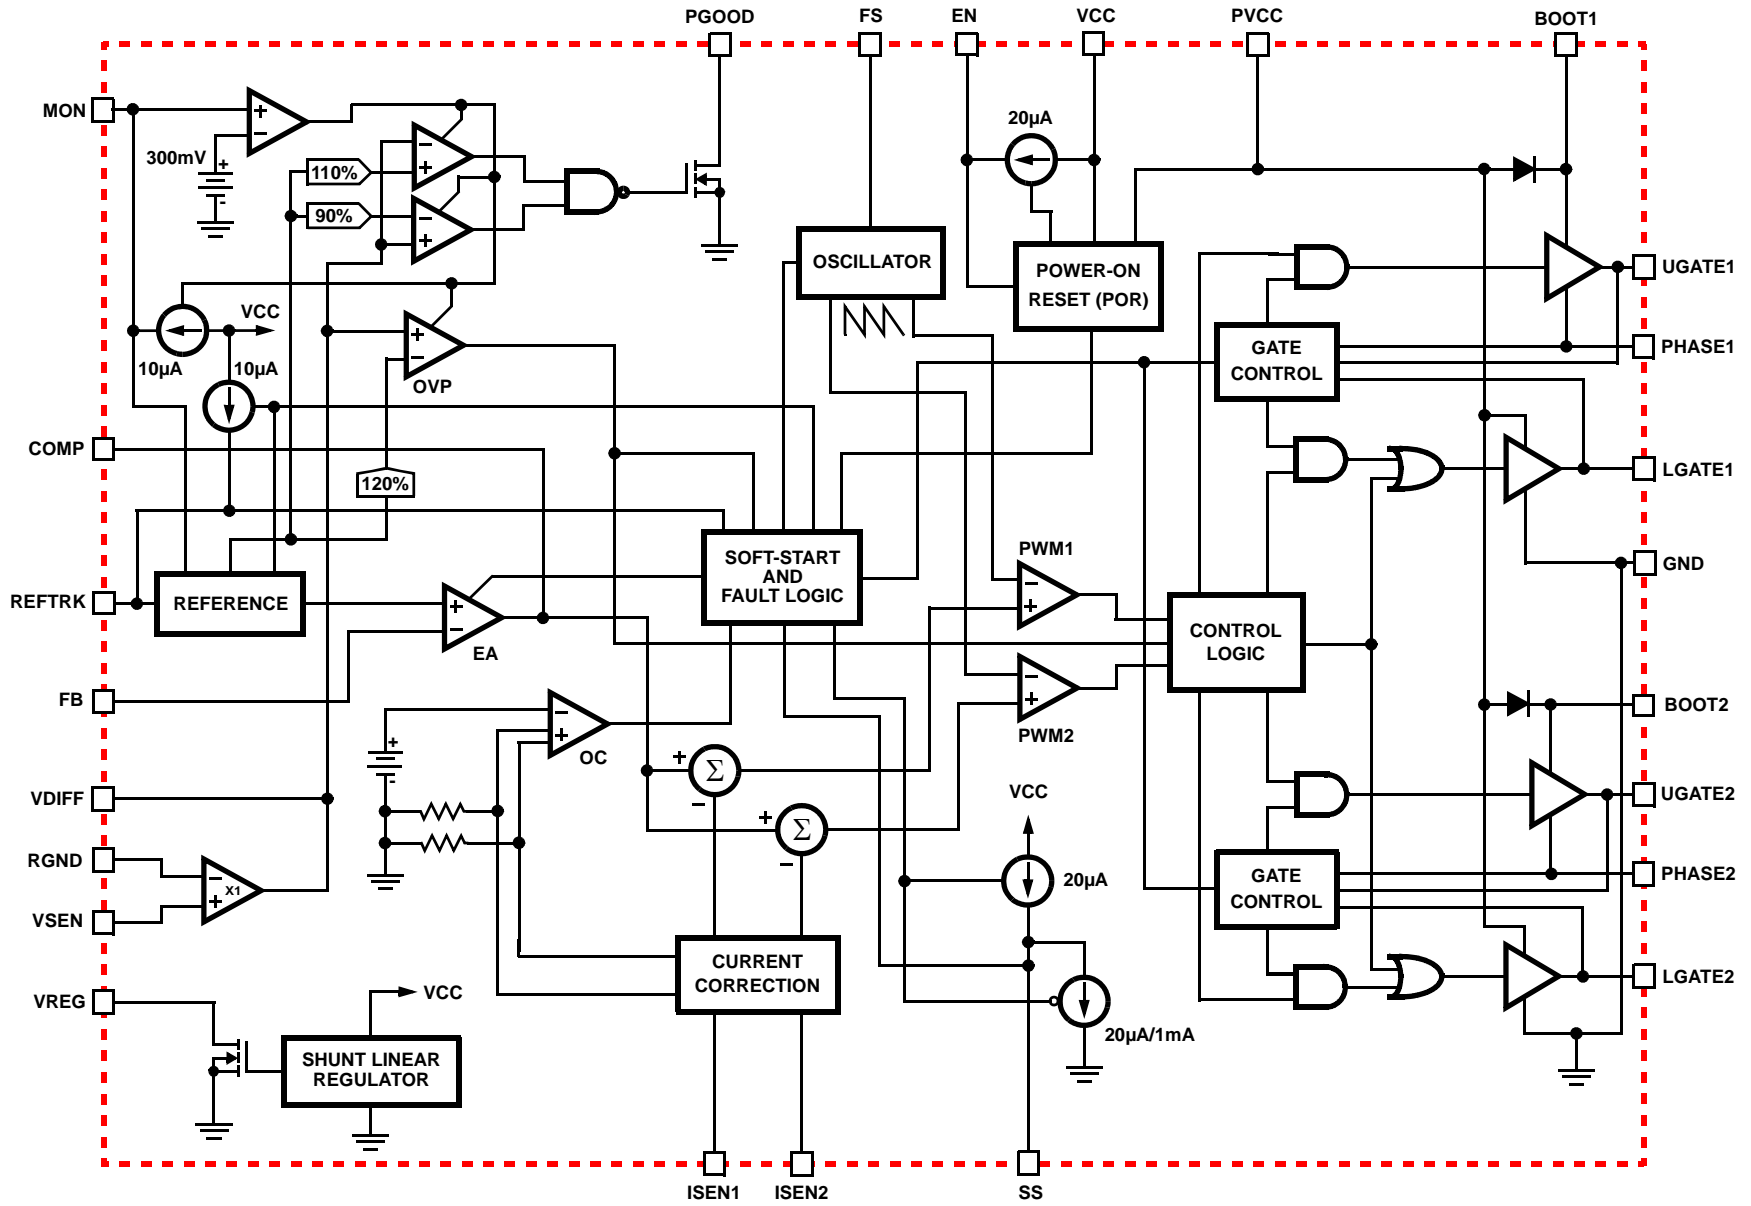 PGOOD
FS
EN
VCC
PVCC
BOOT1
MON
+
−
300mV
+
-
110%
90%
−
+
−
+
20µA
OSCILLATOR
POWER-ON
RESET (POR)
UGATE1
VCC
10µA
10µA
+
−
OVP
GATE
CONTROL
PHASE1
COMP
120%
LGATE1
SOFT-START
AND
FAULT LOGIC
PWM1
−
+
GND
REFTRK
REFERENCE
+
−
EA
CONTROL
LOGIC
FB
−
+
PWM2
BOOT2
−
+
OC
+
-
+
Σ
−
+
Σ
−
VDIFF
VCC
UGATE2
RGND
−
+
X1
VSEN
20µA
GATE
CONTROL
PHASE2
CURRENT
CORRECTION
VREG
VCC
LGATE2
20µA/1mA
SHUNT LINEAR
REGULATOR
ISEN1
ISEN2
SS